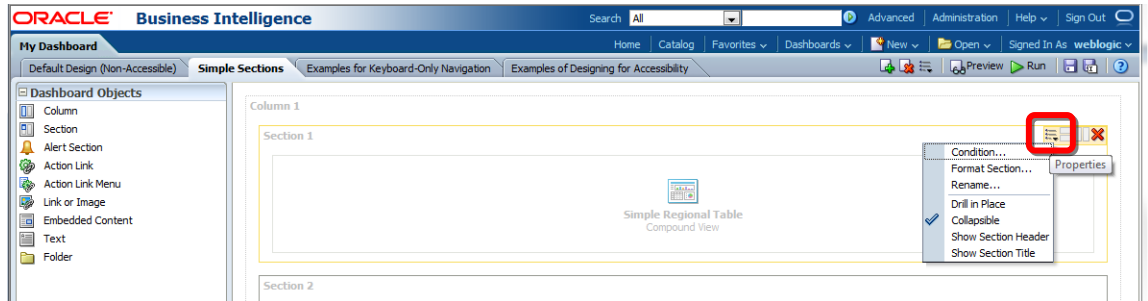 ORACLE Business Intelligence
Search All Advanced Administration Help Sign Out
My Dashboard Home Catalog Favorites Dashboards New Open Signed In As weblogic
Default Design (Non-Accessible) Simple Sections Examples for Keyboard-Only Navigation Examples of Designing for Accessibility Preview Run
Dashboard Objects
Column
Section
Alert Section
Action Link
Action Link Menu
Link or Image
Embedded Content
Text
Folder
Column 1
Section 1
Simple Regional Table
Compound View
Condition...
Format Section...
Rename...
Drill in Place
Collapsible
Show Section Header
Show Section Title
Properties
Section 2